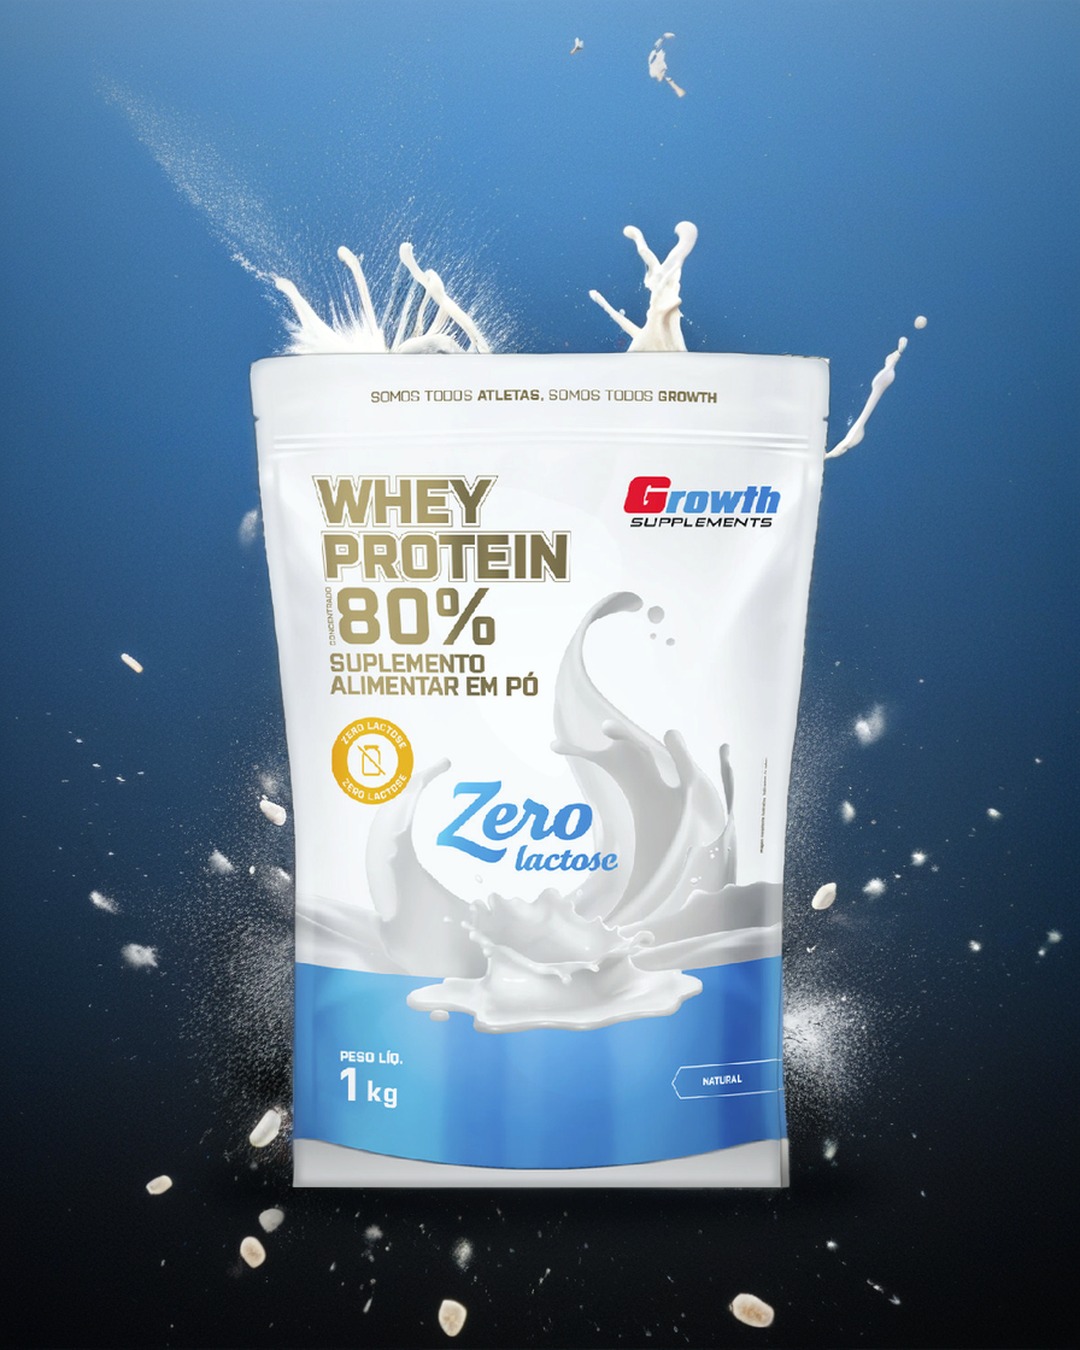 SOMOS TODOS ATLETAS, SOMOS TODOS GROWTH
WHEY
PROTEIN
CONCENTRADO
80%
SUPLEMENTO
ALIMENTAR EM PÓ
Growth
SUPPLEMENTS
ZERO LACTOSE
ZERO LACTOSE
Zero
lactose
PESO LÍQ.
1 kg
NATURAL